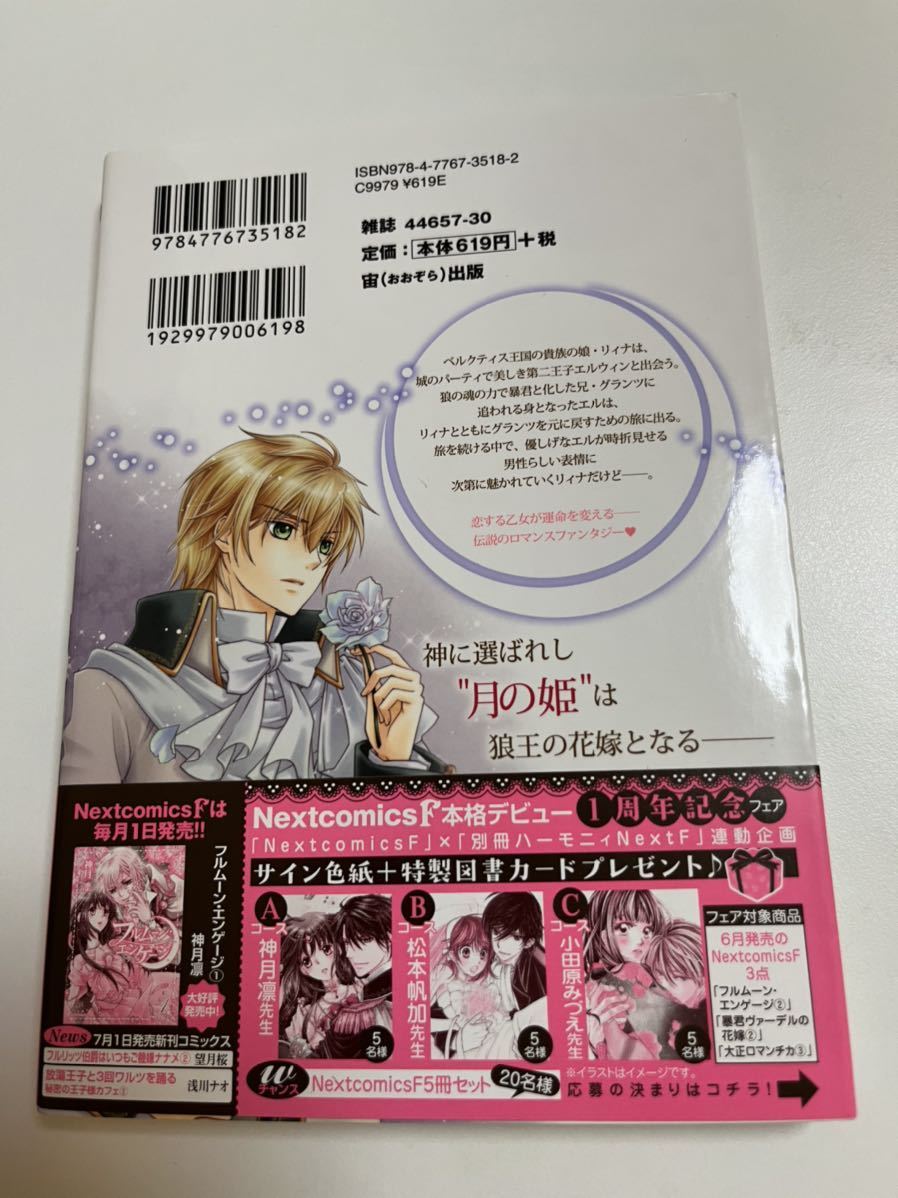 ISBN978-4-7767-3518-2
C9979 ¥619E
9784776735182
雑誌 44657-30
定価：本体619円+税
宙(おおぞら)出版
1929979006198
ベルクティス王国の貴族の娘・リィナは、
城のパーティで美しき第二王子エルウィンと出会う。
狼の魂の力で暴君と化した兄・グランツに
追われる身となったエルは、
リィナとともにグランツを元に戻すための旅に出る。
旅を続ける中で、優しげなエルが時折見せる
男性らしい表情に
次第に魅かれていくリィナだけど──。
恋する乙女が運命を変える──
伝説のロマンスファンタジー♥
神に選ばれし
"月の姫"は
狼王の花嫁となる──
NextcomicsFは
毎月1日発売!!
フルムーン・エンゲージ①
神月凛
フルムーン
エンゲージ
大好評
発売中!
News 7月1日発売新刊コミックス
フルリッツ伯爵はいつもご機嫌ナナメ② 望月桜
放蕩王子と3回ワルツを踊る
秘密の王子様カフェ① 浅川ナオ
NextcomicsF本格デビュー 1周年記念フェア
「NextcomicsF」×「別冊ハーモニィNextF」連動企画
サイン色紙+特製図書カードプレゼント♪
Aコース
神月凛先生
5名様
Bコース
松本帆加先生
5名様
Cコース
小田原みづえ先生
5名様
フェア対象商品
6月発売の
NextcomicsF
3点
「フルムーン・
エンゲージ②」
「暴君ヴァーデルの
花嫁②」
「大正ロマンチカ③」
※イラストはイメージです。
Wチャンス NextcomicsF5冊セット 20名様
応募の決まりはコチラ!